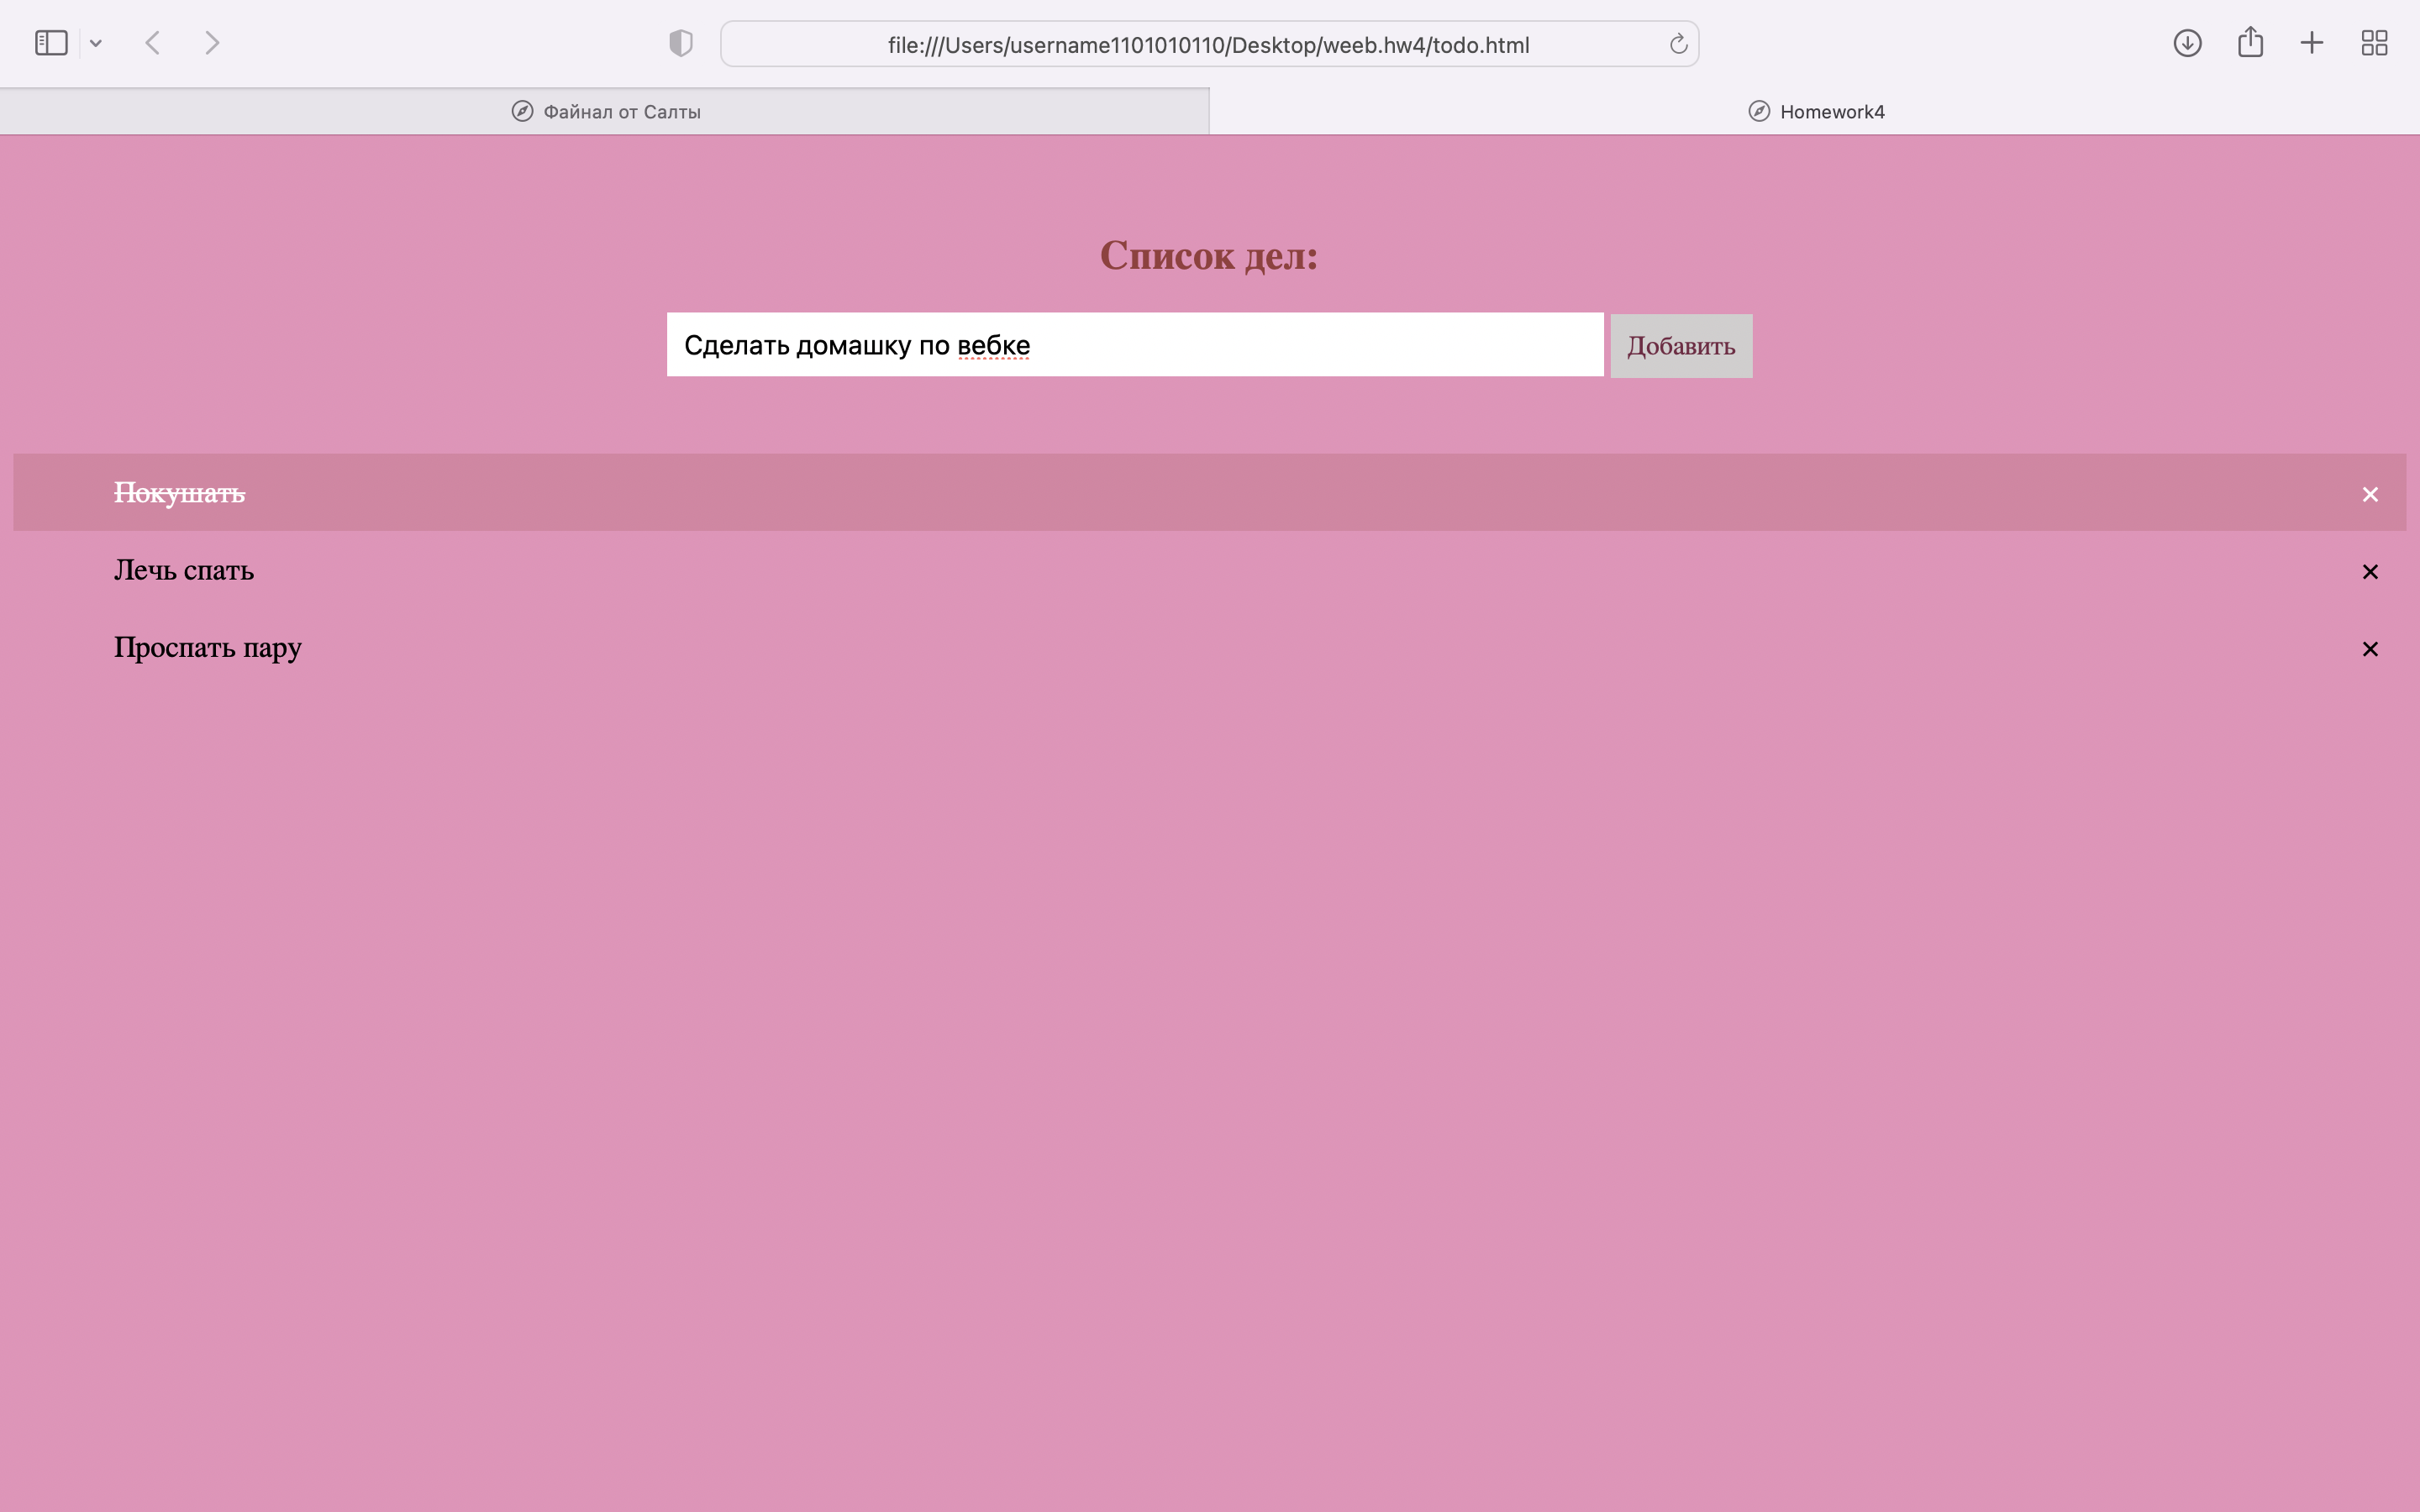 file:///Users/username1101010110/Desktop/weeb.hw4/todo.html
Файнал от Салты
Homework4
Список дел:
Сделать домашку по вебке
Добавить
Покушать
Лечь спать
Проспать пару